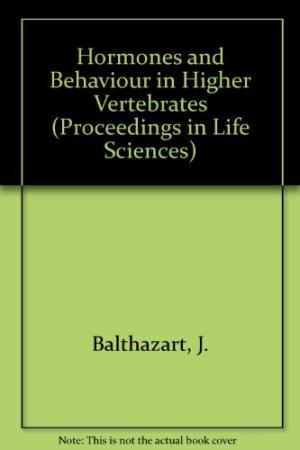 Hormones and
Behaviour in Higher
Vertebrates
(Proceedings in Life
Sciences)
Balthazart, J.
Note: This is not the actual book cover